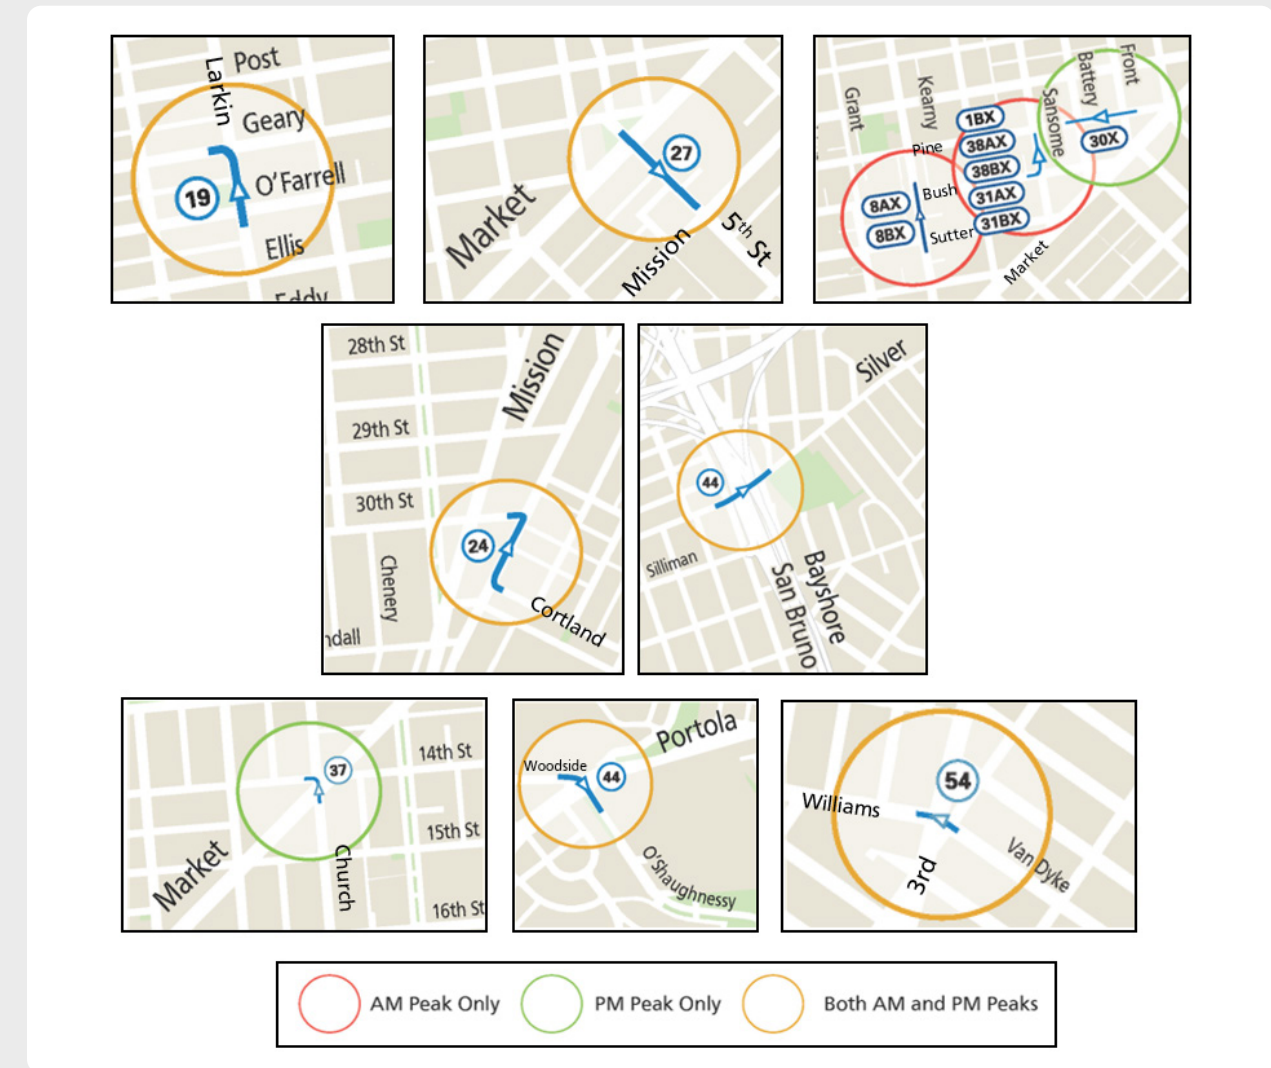 Post
Larkin
Geary
O'Farrell
19
Ellis
Eddy
27
Market
5th St
Mission
Front
Battery
Grant
Kearny
Sansome
1BX
38AX
30X
Pine
38BX
Bush
31AX
8AX
31BX
8BX
Sutter
Market
28th St
Mission
29th St
30th St
24
Chenery
Cortland
ndall
Silver
44
Silliman
Bayshore
San Bruno
14th St
37
15th St
Market
Church
16th St
Portola
Woodside
44
O'Shaughnessy
54
Williams
Van Dyke
3rd
AM Peak Only
PM Peak Only
Both AM and PM Peaks